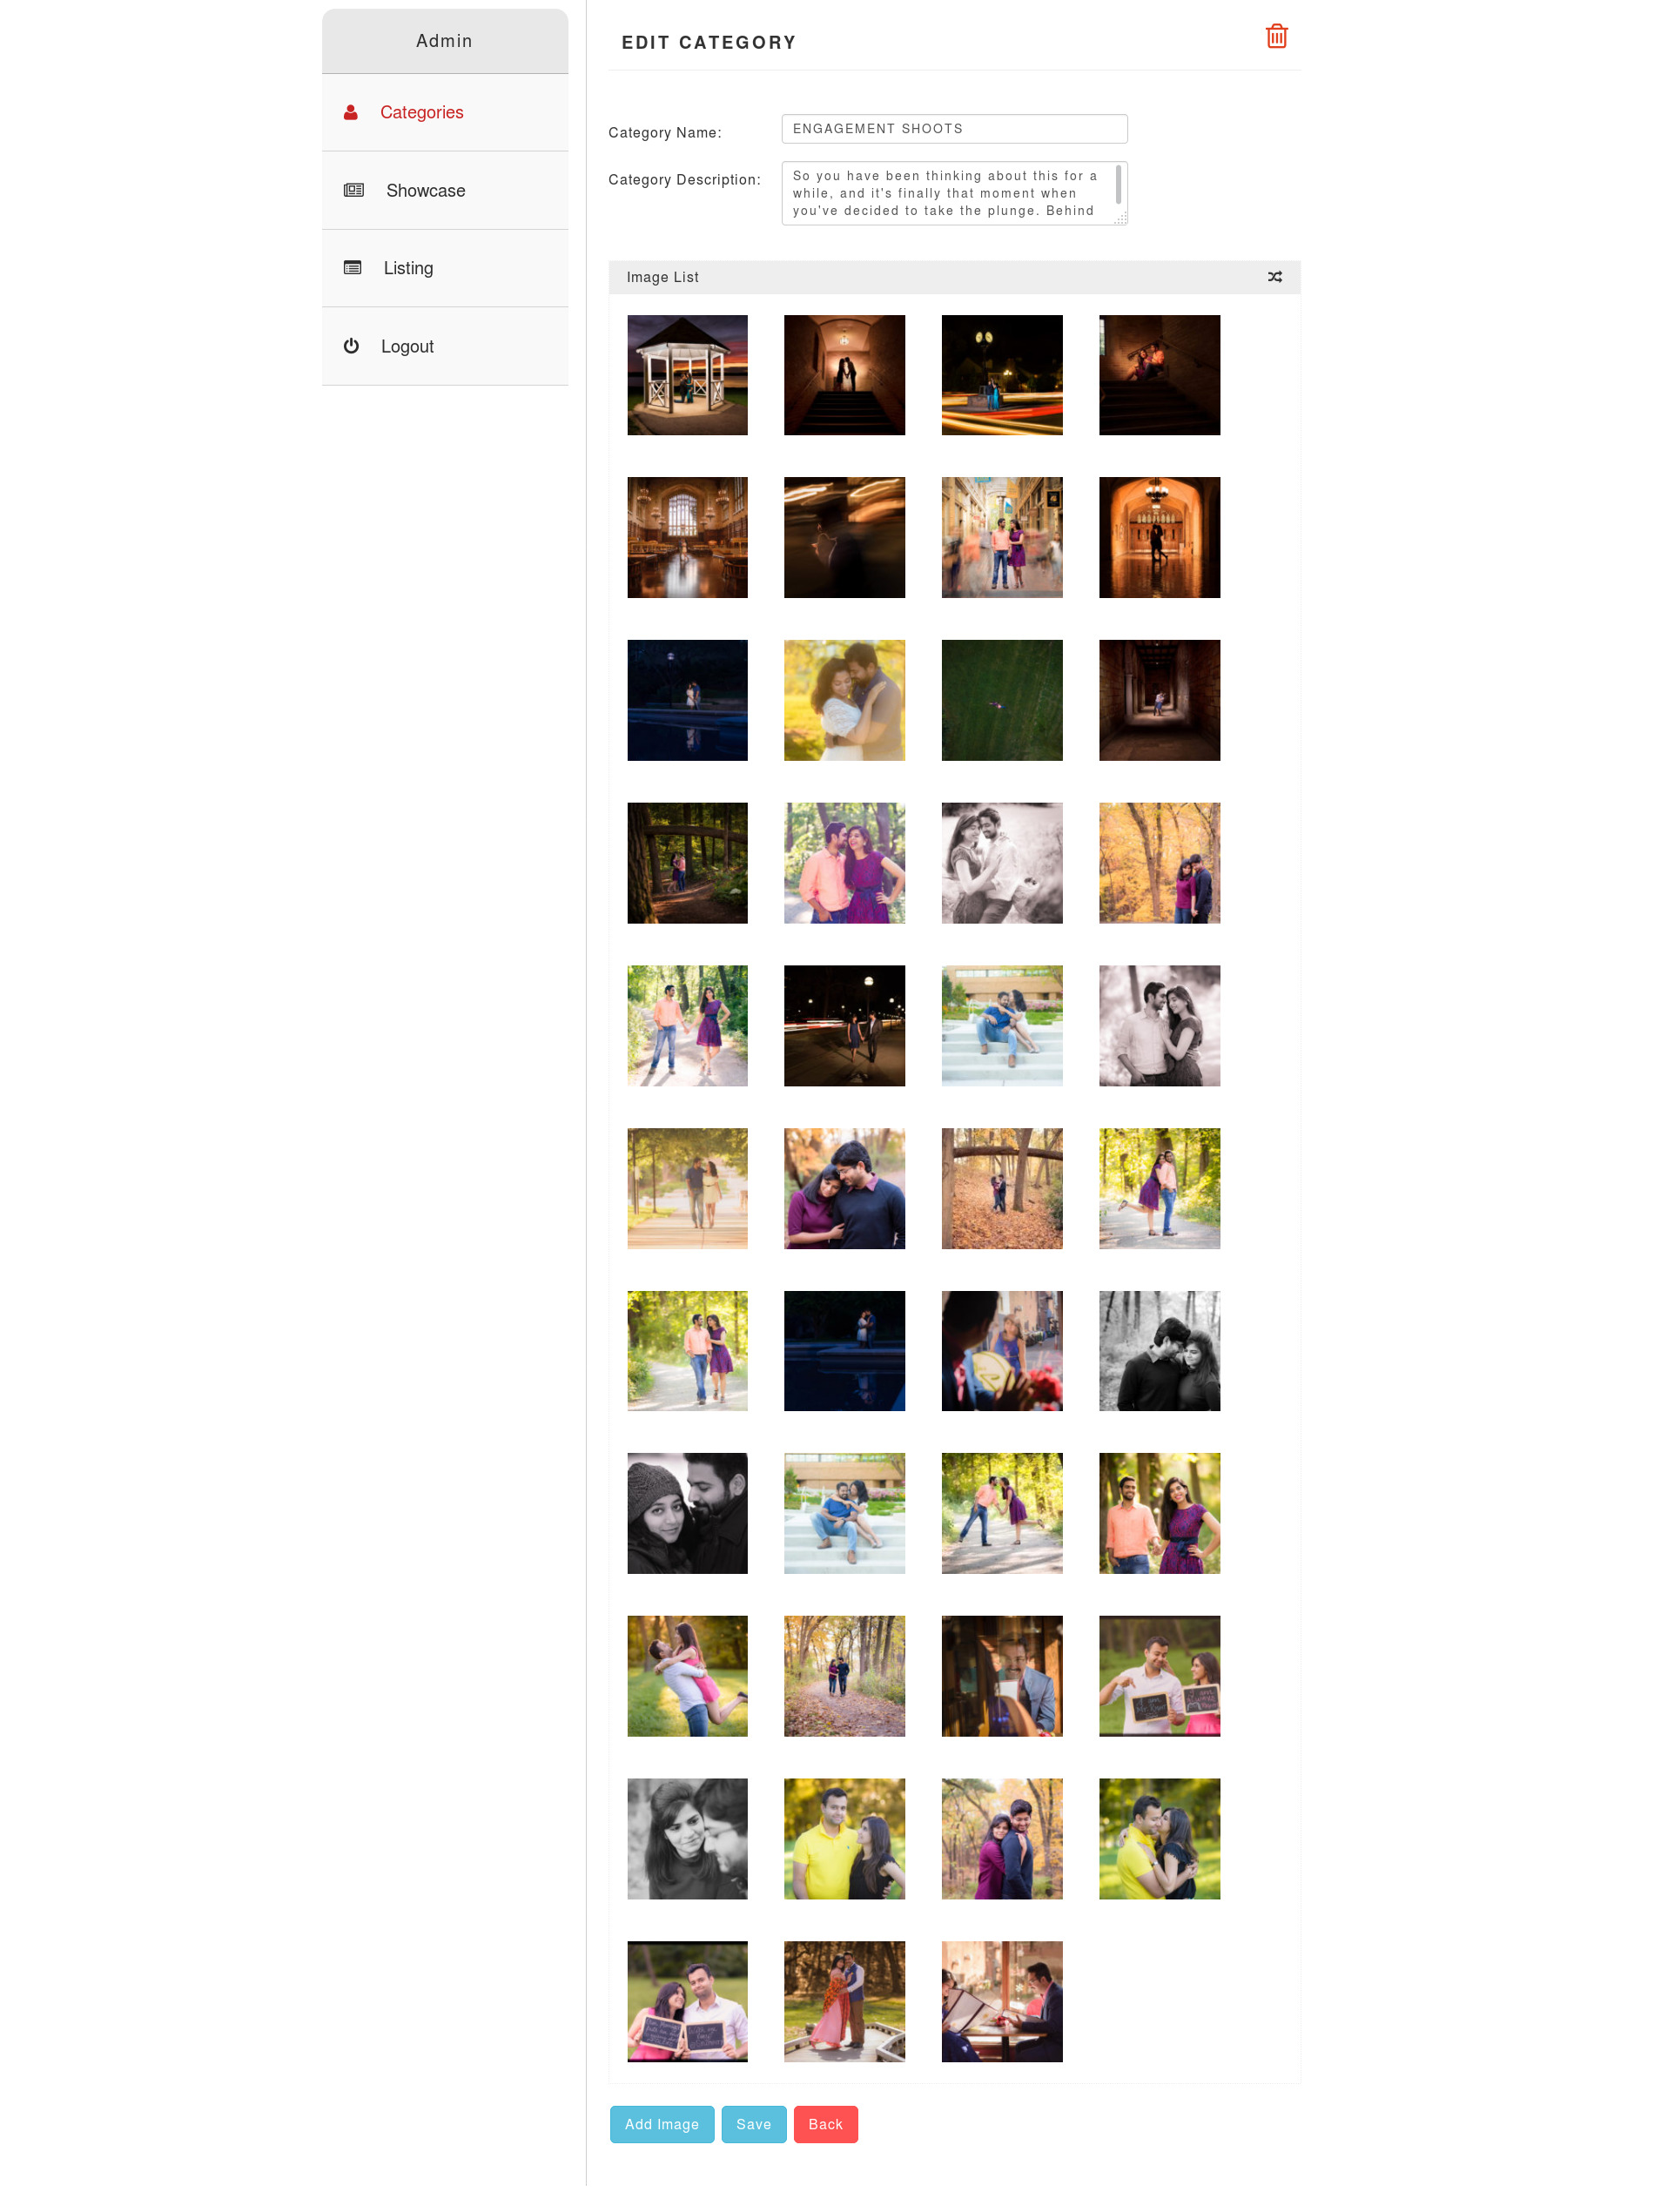 Admin
Categories
Showcase
Listing
Logout
EDIT CATEGORY
Category Name:
ENGAGEMENT SHOOTS
Category Description:
So you have been thinking about this for a
while, and it's finally that moment when
you've decided to take the plunge. Behind
Image List
Add Image
Save
Back